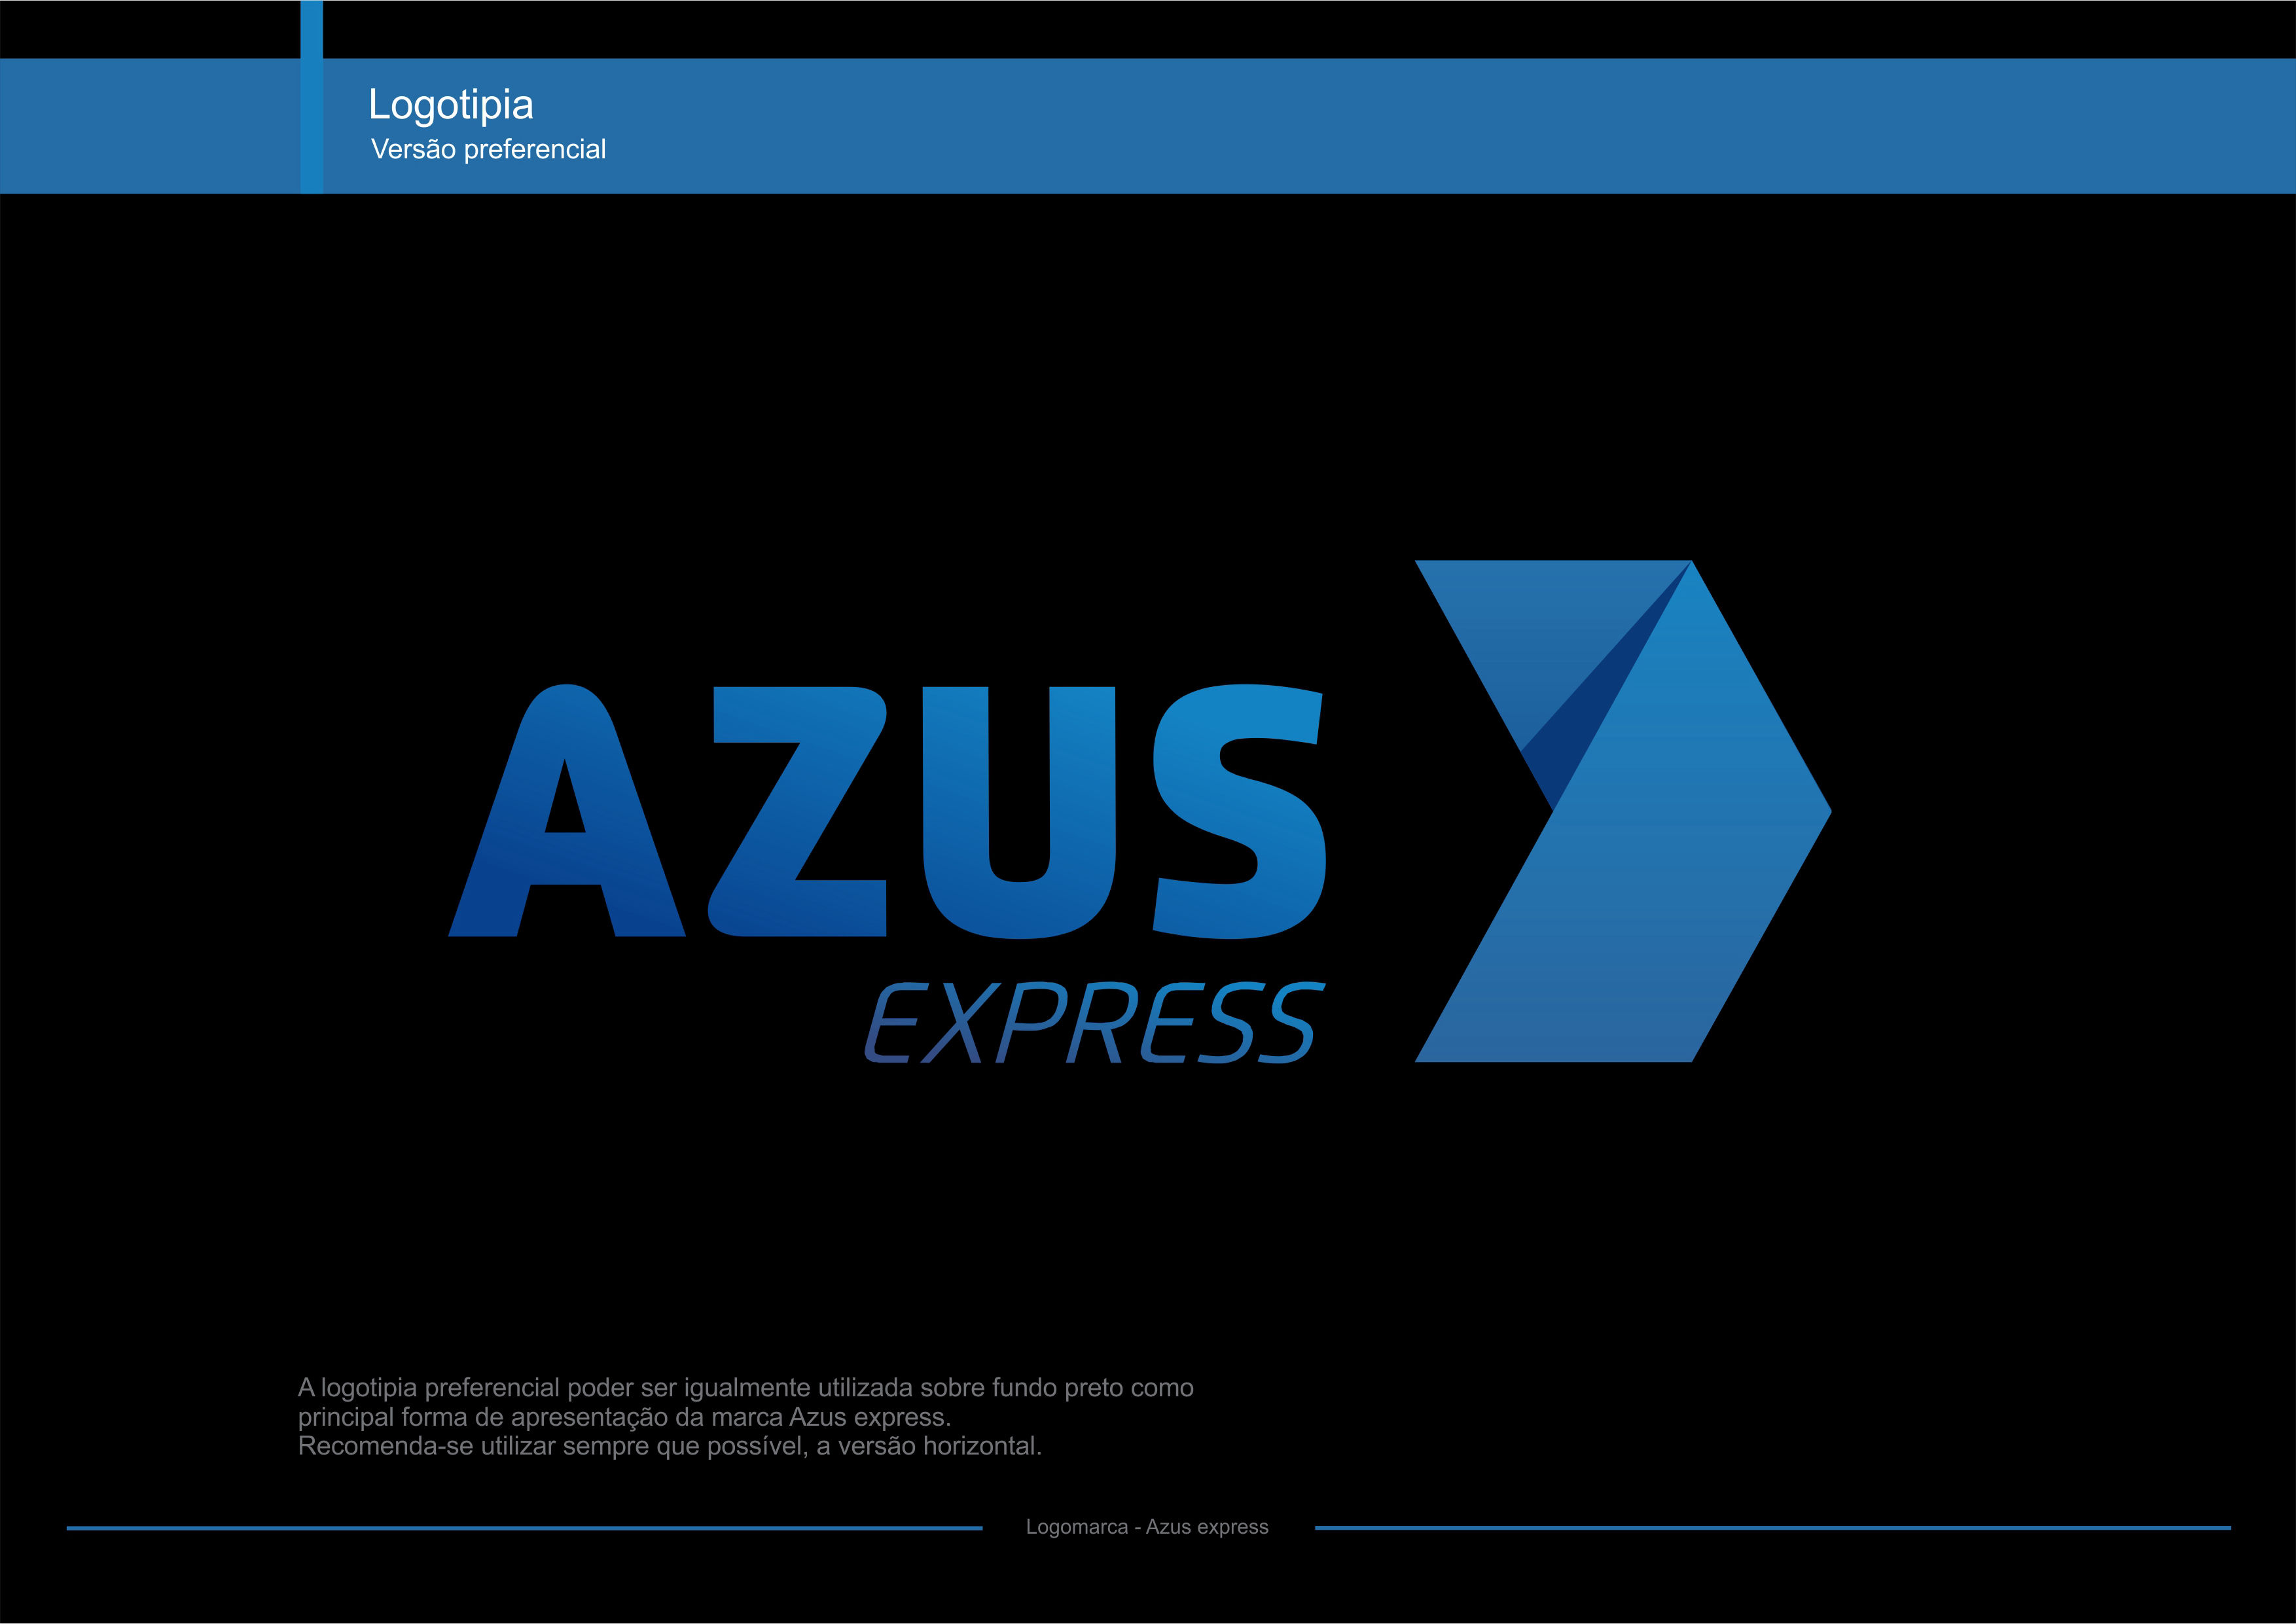 Logotipia
Versão preferencial
AZUS
EXPRESS
A logotipia preferencial poder ser igualmente utilizada sobre fundo preto como
principal forma de apresentação da marca Azus express.
Recomenda-se utilizar sempre que possível, a versão horizontal.
Logomarca - Azus express